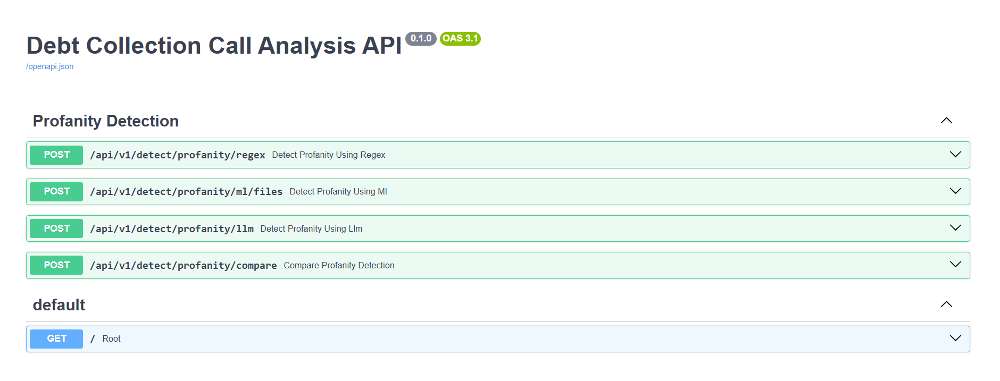 Debt Collection Call Analysis API 0.1.0 OAS 3.1
/openapi.json
Profanity Detection
POST /api/v1/detect/profanity/regex Detect Profanity Using Regex
POST /api/v1/detect/profanity/ml/files Detect Profanity Using Ml
POST /api/v1/detect/profanity/llm Detect Profanity Using Llm
POST /api/v1/detect/profanity/compare Compare Profanity Detection
default
GET / Root